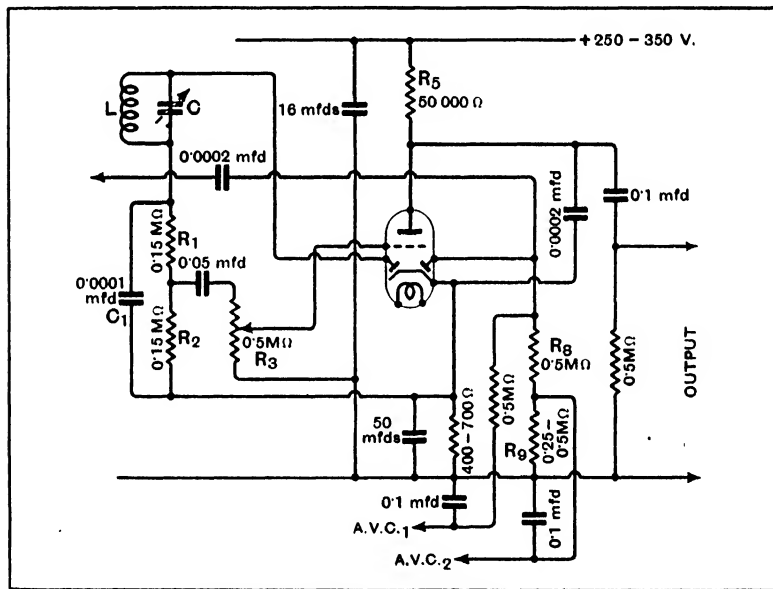 +250 – 350 V.
R5
50 000 Ω
L
C
16 mfds
0.0002 mfd
0.1 mfd
0.0002 mfd
0.15 MΩ
R1
0.05 mfd
0.0001
mfd
C1
0.15 MΩ
R2
0.5MΩ
R3
R8
0.5MΩ
0.5MΩ
0.5MΩ
OUTPUT
50
mfds
400–700Ω
R9
0.25–
0.5MΩ
0.1 mfd
A.V.C.1
0.1 mfd
A.V.C.2